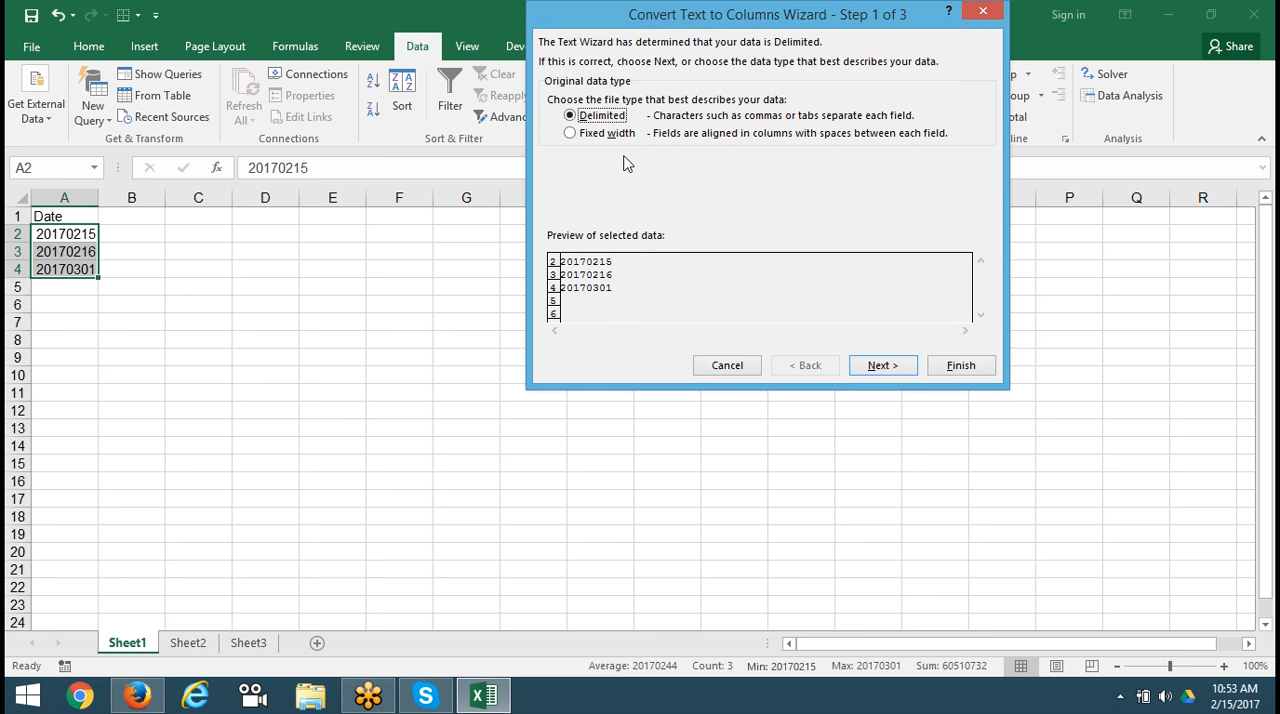 Convert Text to Columns Wizard - Step 1 of 3
?
Sign in
File Home Insert Page Layout Formulas Review Data View Dev
Share
Get External Data
New Query
Show Queries
From Table
Recent Sources
Refresh All
Connections
Properties
Edit Links
Connections
Sort
Filter
Clear
Reapply
Advanc
Solver
Data Analysis
The Text Wizard has determined that your data is Delimited.
If this is correct, choose Next, or choose the data type that best describes your data.
Original data type
Choose the file type that best describes your data:
Delimited - Characters such as commas or tabs separate each field.
Fixed width - Fields are aligned in columns with spaces between each field.
Preview of selected data:
2 20170215
3 20170216
4 20170301
5
6
Cancel < Back Next > Finish
A2
fx
20170215
A B C D E F G P Q R
1 Date
2 20170215
3 20170216
4 20170301
5
6
7
8
9
10
11
12
13
14
15
16
17
18
19
20
21
22
23
24
Sheet1 Sheet2 Sheet3
Ready
Average: 20170244 Count: 3 Min: 20170215 Max: 20170301 Sum: 60510732
100%
10:53 AM
2/15/2017